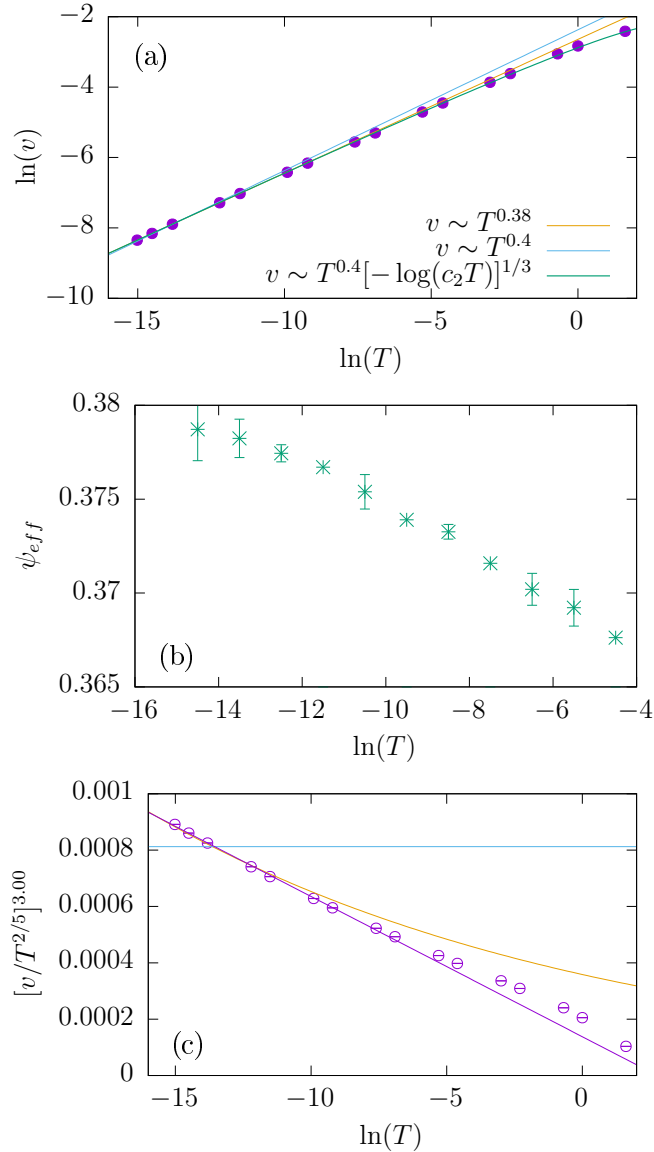 −2
−4
−6
−8
−10
ln(v)
(a)
v ∼ T^0.38
v ∼ T^0.4
v ∼ T^0.4[− log(c₂T)]^1/3
−15 −10 −5 0
ln(T)
0.38
0.375
0.37
0.365
ψ_eff
(b)
−16 −14 −12 −10 −8 −6 −4
ln(T)
0.001
0.0008
0.0006
0.0004
0.0002
0
[v/T^2/5]^3.00
(c)
−15 −10 −5 0
ln(T)